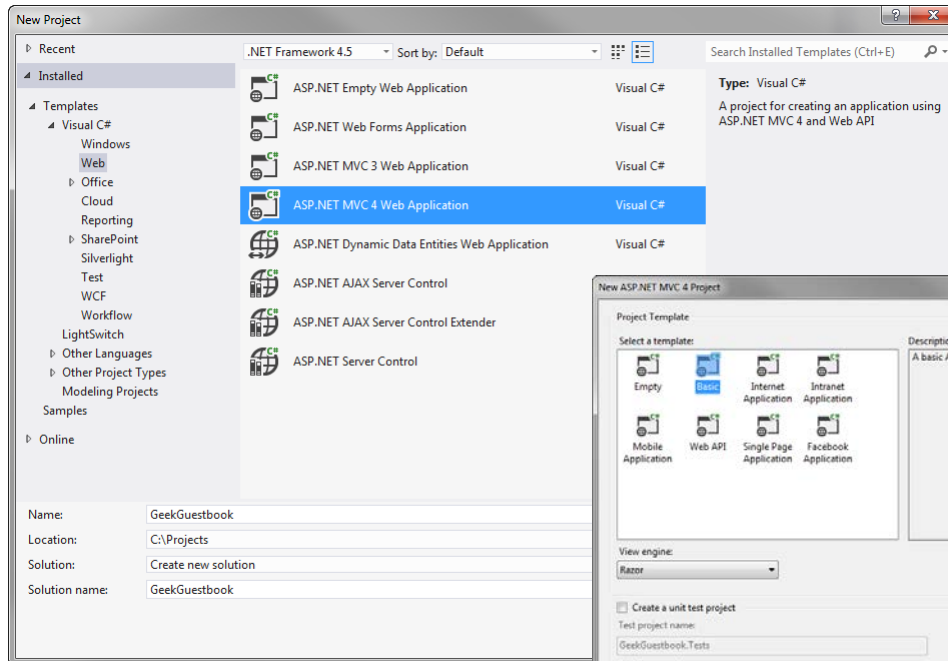 New Project
Recent
.NET Framework 4.5
Sort by: Default
Search Installed Templates (Ctrl+E)
Installed
Templates
Visual C#
Windows
Web
Office
Cloud
Reporting
SharePoint
Silverlight
Test
WCF
Workflow
LightSwitch
Other Languages
Other Project Types
Modeling Projects
Samples
Online
ASP.NET Empty Web Application Visual C#
ASP.NET Web Forms Application Visual C#
ASP.NET MVC 3 Web Application Visual C#
ASP.NET MVC 4 Web Application Visual C#
ASP.NET Dynamic Data Entities Web Application Visual C#
ASP.NET AJAX Server Control
ASP.NET AJAX Server Control Extender
ASP.NET Server Control
Type: Visual C#
A project for creating an application using
ASP.NET MVC 4 and Web API
Name: GeekGuestbook
Location: C:\Projects
Solution: Create new solution
Solution name: GeekGuestbook
New ASP.NET MVC 4 Project
Project Template
Select a template:
Empty
Basic
Internet
Application
Intranet
Application
Mobile
Application
Web API
Single Page
Application
Facebook
Application
A basic
View engine:
Razor
Create a unit test project
Test project name:
GeekGuestbook.Tests